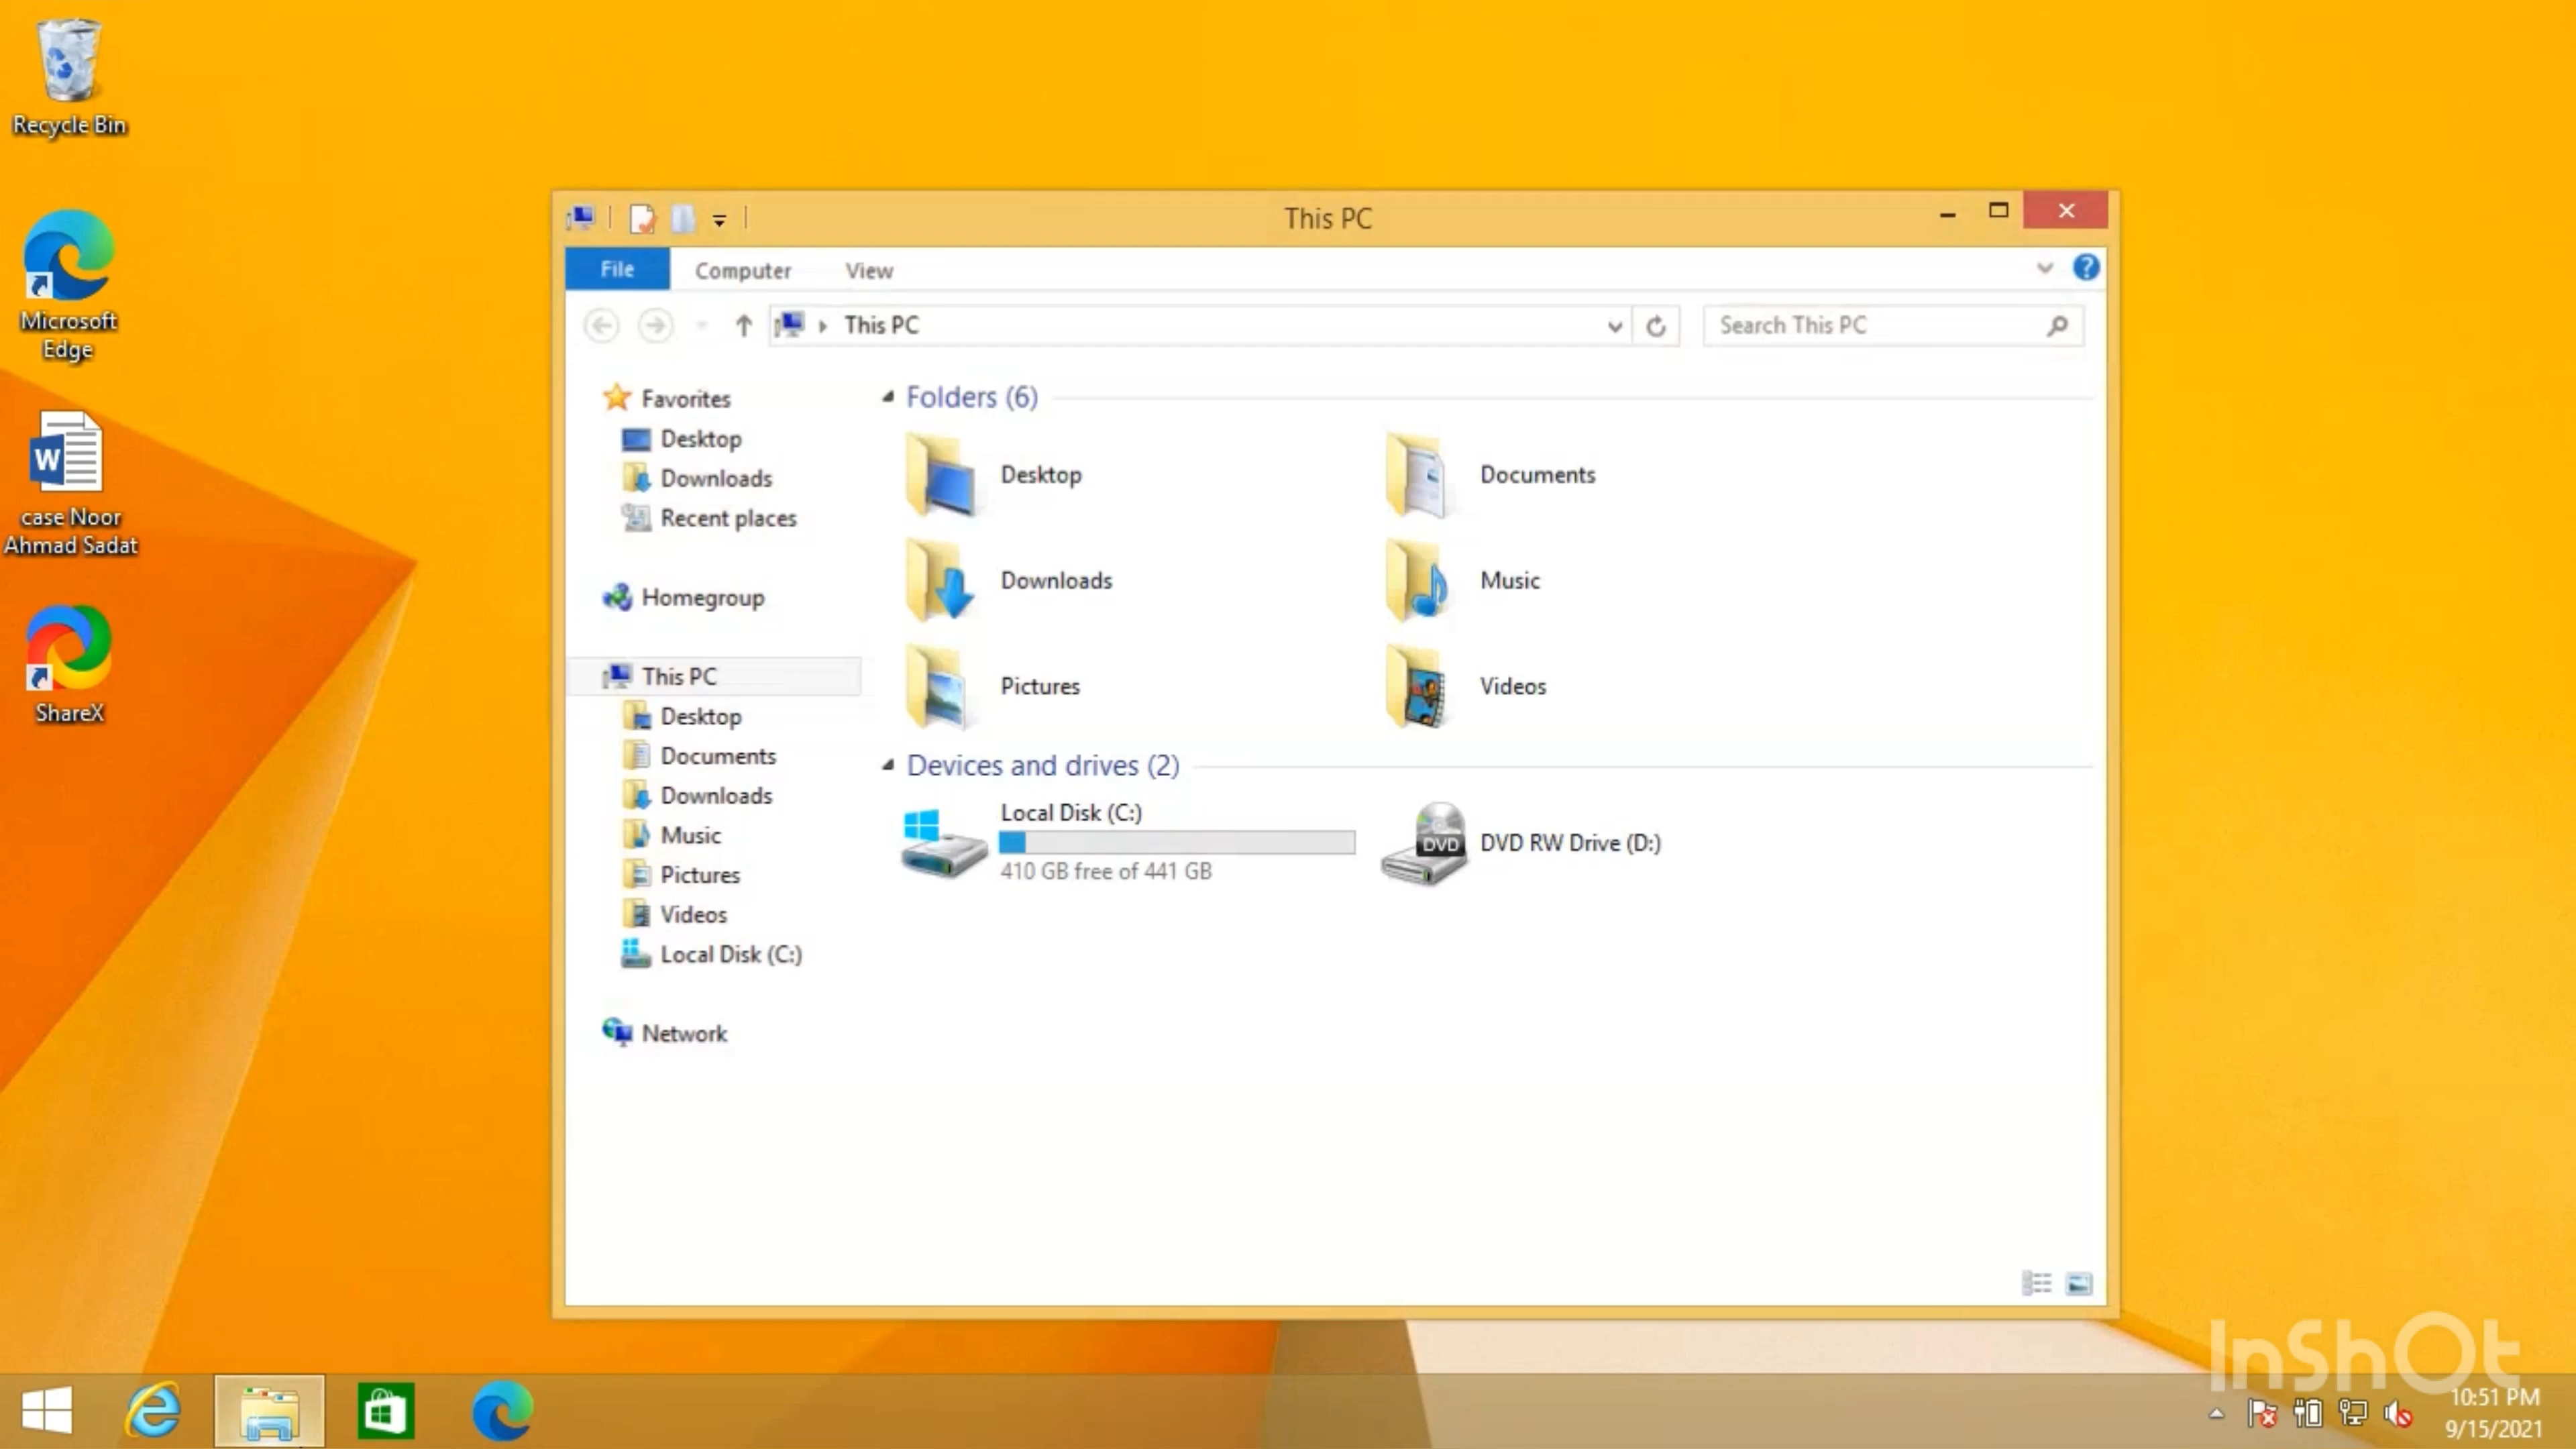 Recycle Bin
Microsoft
Edge
W
case Noor
Ahmad Sadat
ShareX
This PC
File
Computer
View
?
This PC
Search This PC
Favorites
Desktop
Downloads
Recent places
Homegroup
This PC
Desktop
Documents
Downloads
Music
Pictures
Videos
Local Disk (C:)
Network
Folders (6)
Desktop
Documents
Downloads
Music
Pictures
Videos
Devices and drives (2)
Local Disk (C:)
410 GB free of 441 GB
DVD
DVD RW Drive (D:)
InShOt
10:51 PM
9/15/2021